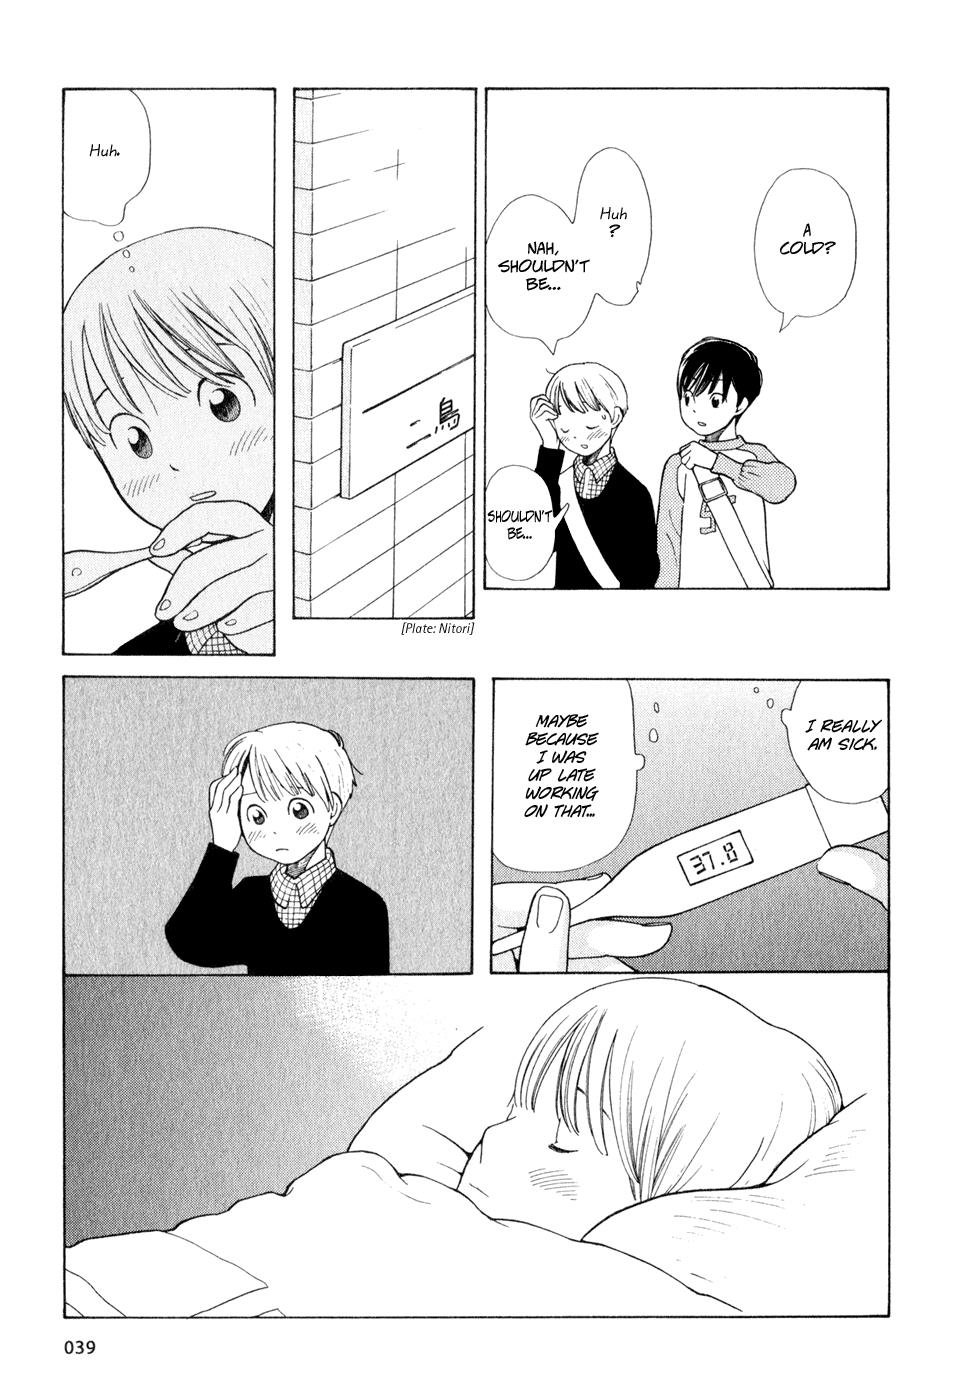 A
COLD?
Huh
?
NAH,
SHOULDN'T
BE...
SHOULDN'T
BE...
二鳥
[Plate: Nitori]
Huh.
I REALLY
AM SICK.
37.8
MAYBE
BECAUSE
I WAS
UP LATE
WORKING
ON THAT...
039